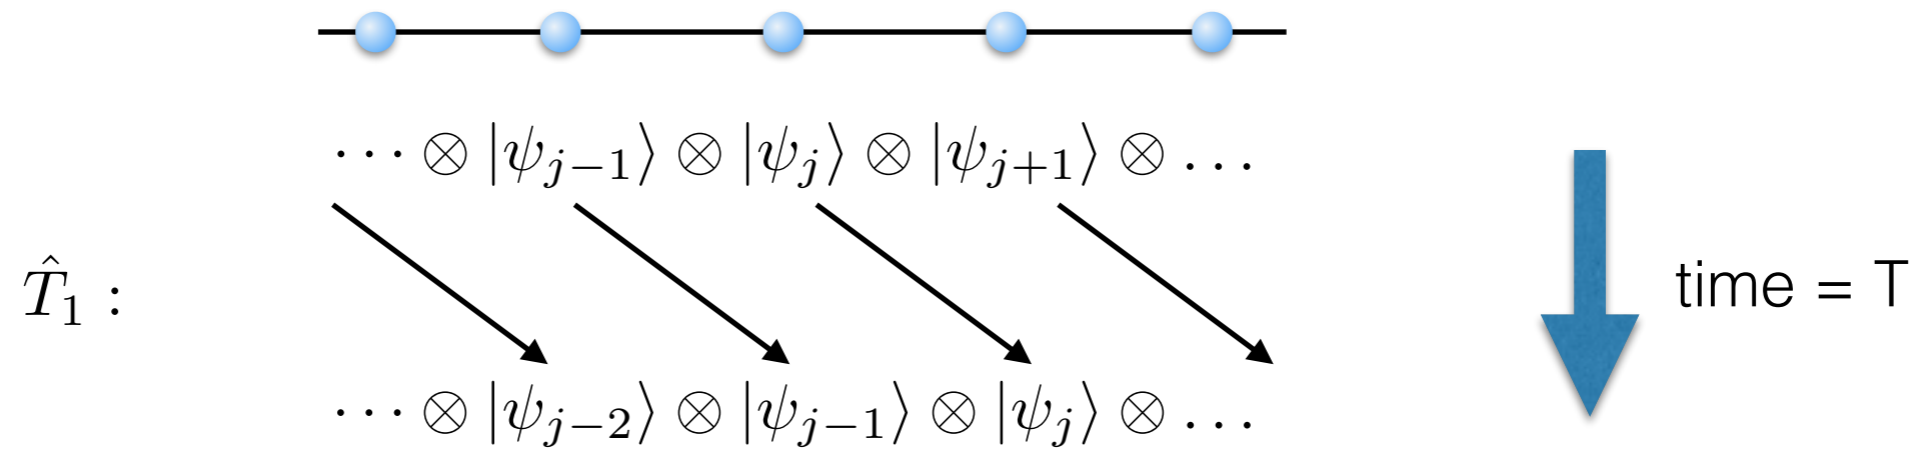 ⋯ ⊗ |ψ_{j−1}⟩ ⊗ |ψ_j⟩ ⊗ |ψ_{j+1}⟩ ⊗ …
T̂_1 :
time = T
⋯ ⊗ |ψ_{j−2}⟩ ⊗ |ψ_{j−1}⟩ ⊗ |ψ_j⟩ ⊗ …